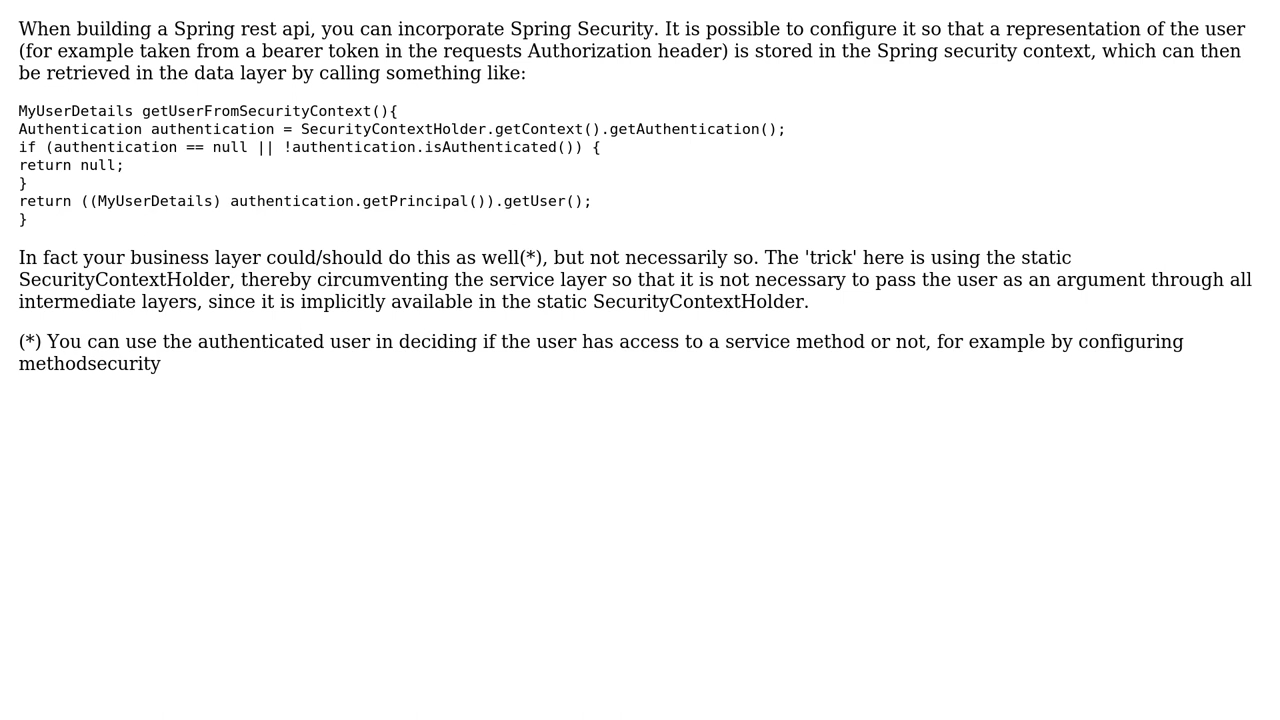 When building a Spring rest api, you can incorporate Spring Security. It is possible to configure it so that a representation of the user
(for example taken from a bearer token in the requests Authorization header) is stored in the Spring security context, which can then
be retrieved in the data layer by calling something like:
MyUserDetails getUserFromSecurityContext(){
Authentication authentication = SecurityContextHolder.getContext().getAuthentication();
if (authentication == null || !authentication.isAuthenticated()) {
return null;
}
return ((MyUserDetails) authentication.getPrincipal()).getUser();
}
In fact your business layer could/should do this as well(*), but not necessarily so. The 'trick' here is using the static
SecurityContextHolder, thereby circumventing the service layer so that it is not necessary to pass the user as an argument through all
intermediate layers, since it is implicitly available in the static SecurityContextHolder.
(*) You can use the authenticated user in deciding if the user has access to a service method or not, for example by configuring
methodsecurity